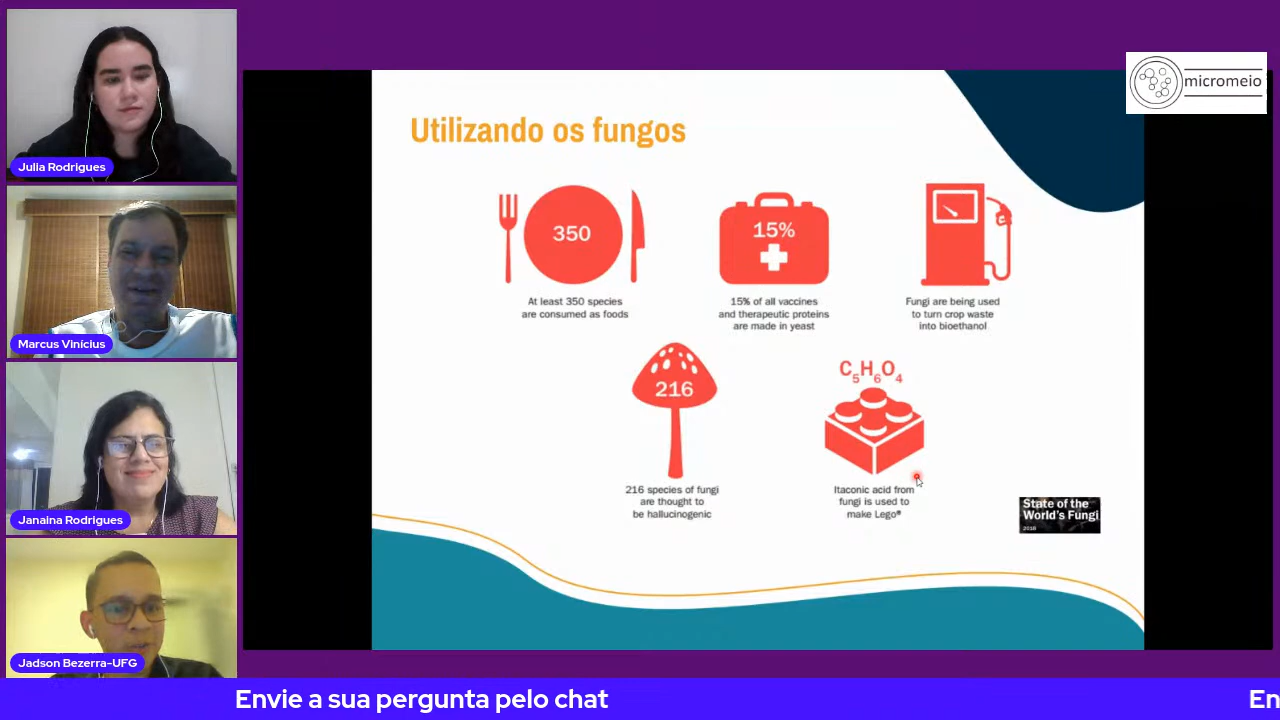 Julia Rodrigues
Marcus Vinícius
Janaina Rodrigues
Jadson Bezerra-UFG
micromeio
Utilizando os fungos
350
At least 350 species
are consumed as foods
15%
15% of all vaccines
and therapeutic proteins
are made in yeast
Fungi are being used
to turn crop waste
into bioethanol
216
216 species of fungi
are thought to
be hallucinogenic
C5H6O4
Itaconic acid from
fungi is used to
make Lego®
State of the
World's Fungi
2018
Envie a sua pergunta pelo chat
En